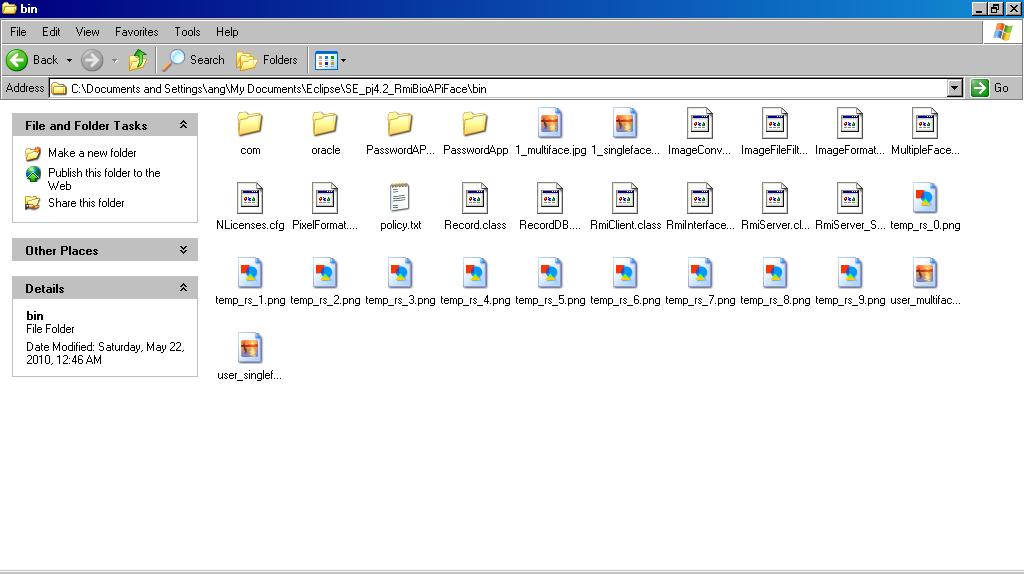 bin
File Edit View Favorites Tools Help
Back Search Folders
Address C:\Documents and Settings\ang\My Documents\Eclipse\SE_pj4.2_RmiBioAPiFace\bin Go
File and Folder Tasks
Make a new folder
Publish this folder to the
Web
Share this folder
Other Places
Details
bin
File Folder
Date Modified: Saturday, May 22,
2010, 12:46 AM
com oracle PasswordAP... PasswordApp 1_multiface.jpg 1_singleface... ImageConv... ImageFileFilt... ImageFormat... MultipleFace...
NLicenses.cfg PixelFormat.... policy.txt Record.class RecordDB.... RmiClient.class RmiInterface... RmiServer.cl... RmiServer_S... temp_rs_0.png
temp_rs_1.png temp_rs_2.png temp_rs_3.png temp_rs_4.png temp_rs_5.png temp_rs_6.png temp_rs_7.png temp_rs_8.png temp_rs_9.png user_multifac...
user_singlef...